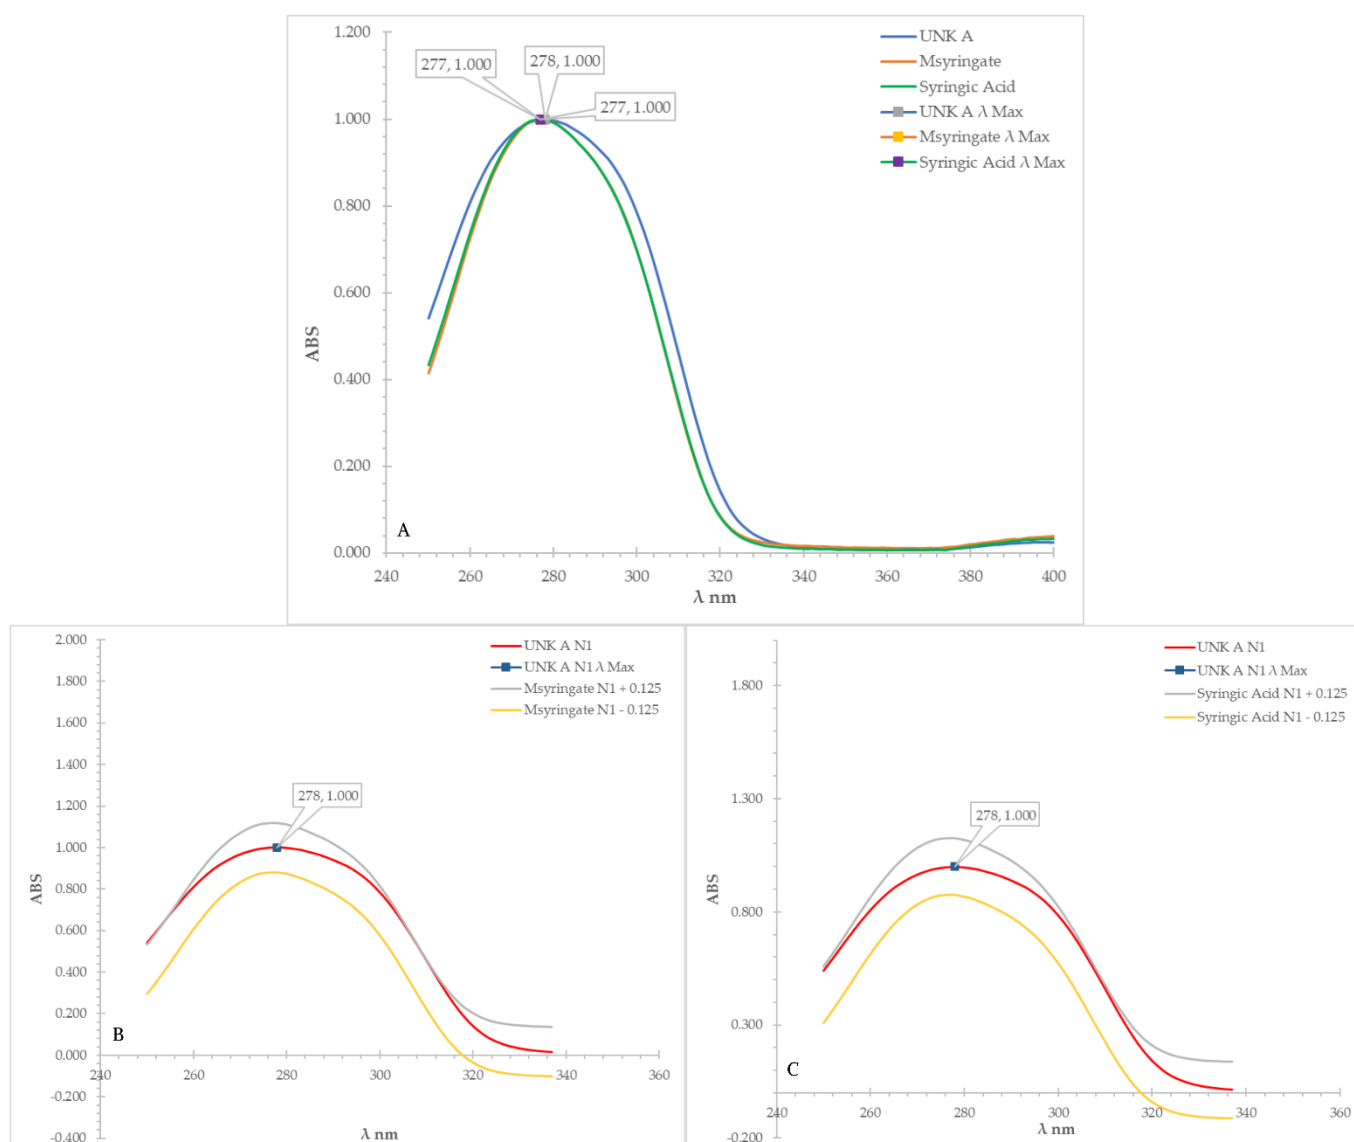 1.200
1.000
0.800
0.600
0.400
0.200
0.000
ABS
240 260 280 300 320 340 360 380 400
λ nm
277, 1.000
278, 1.000
277, 1.000
UNK A
Msyringate
Syringic Acid
UNK A λ Max
Msyringate λ Max
Syringic Acid λ Max
A
2.000
1.800
1.600
1.400
1.200
1.000
0.800
0.600
0.400
0.200
0.000
-0.200
-0.400
ABS
240 260 280 300 320 340 360
λ nm
278, 1.000
UNK A N1
UNK A N1 λ Max
Msyringate N1 + 0.125
Msyringate N1 - 0.125
B
1.800
1.300
0.800
0.300
-0.200
ABS
240 260 280 300 320 340 360
λ nm
278, 1.000
UNK A N1
UNK A N1 λ Max
Syringic Acid N1 + 0.125
Syringic Acid N1 - 0.125
C